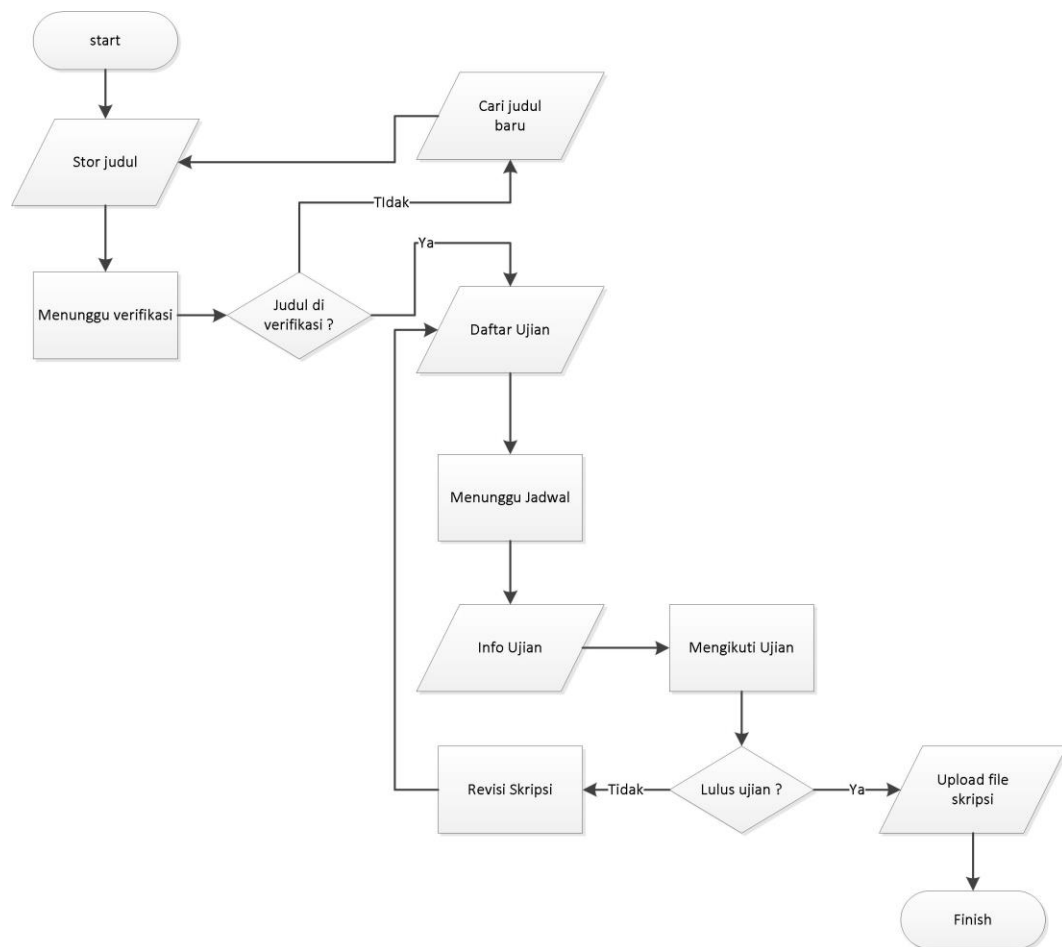 start
Cari judul
baru
Stor judul
TIdak
Ya
Menunggu verifikasi
Judul di
verifikasi ?
Daftar Ujian
Menunggu Jadwal
Info Ujian
Mengikuti Ujian
Revisi Skripsi
Tidak
Lulus ujian ?
Ya
Upload file
skripsi
Finish